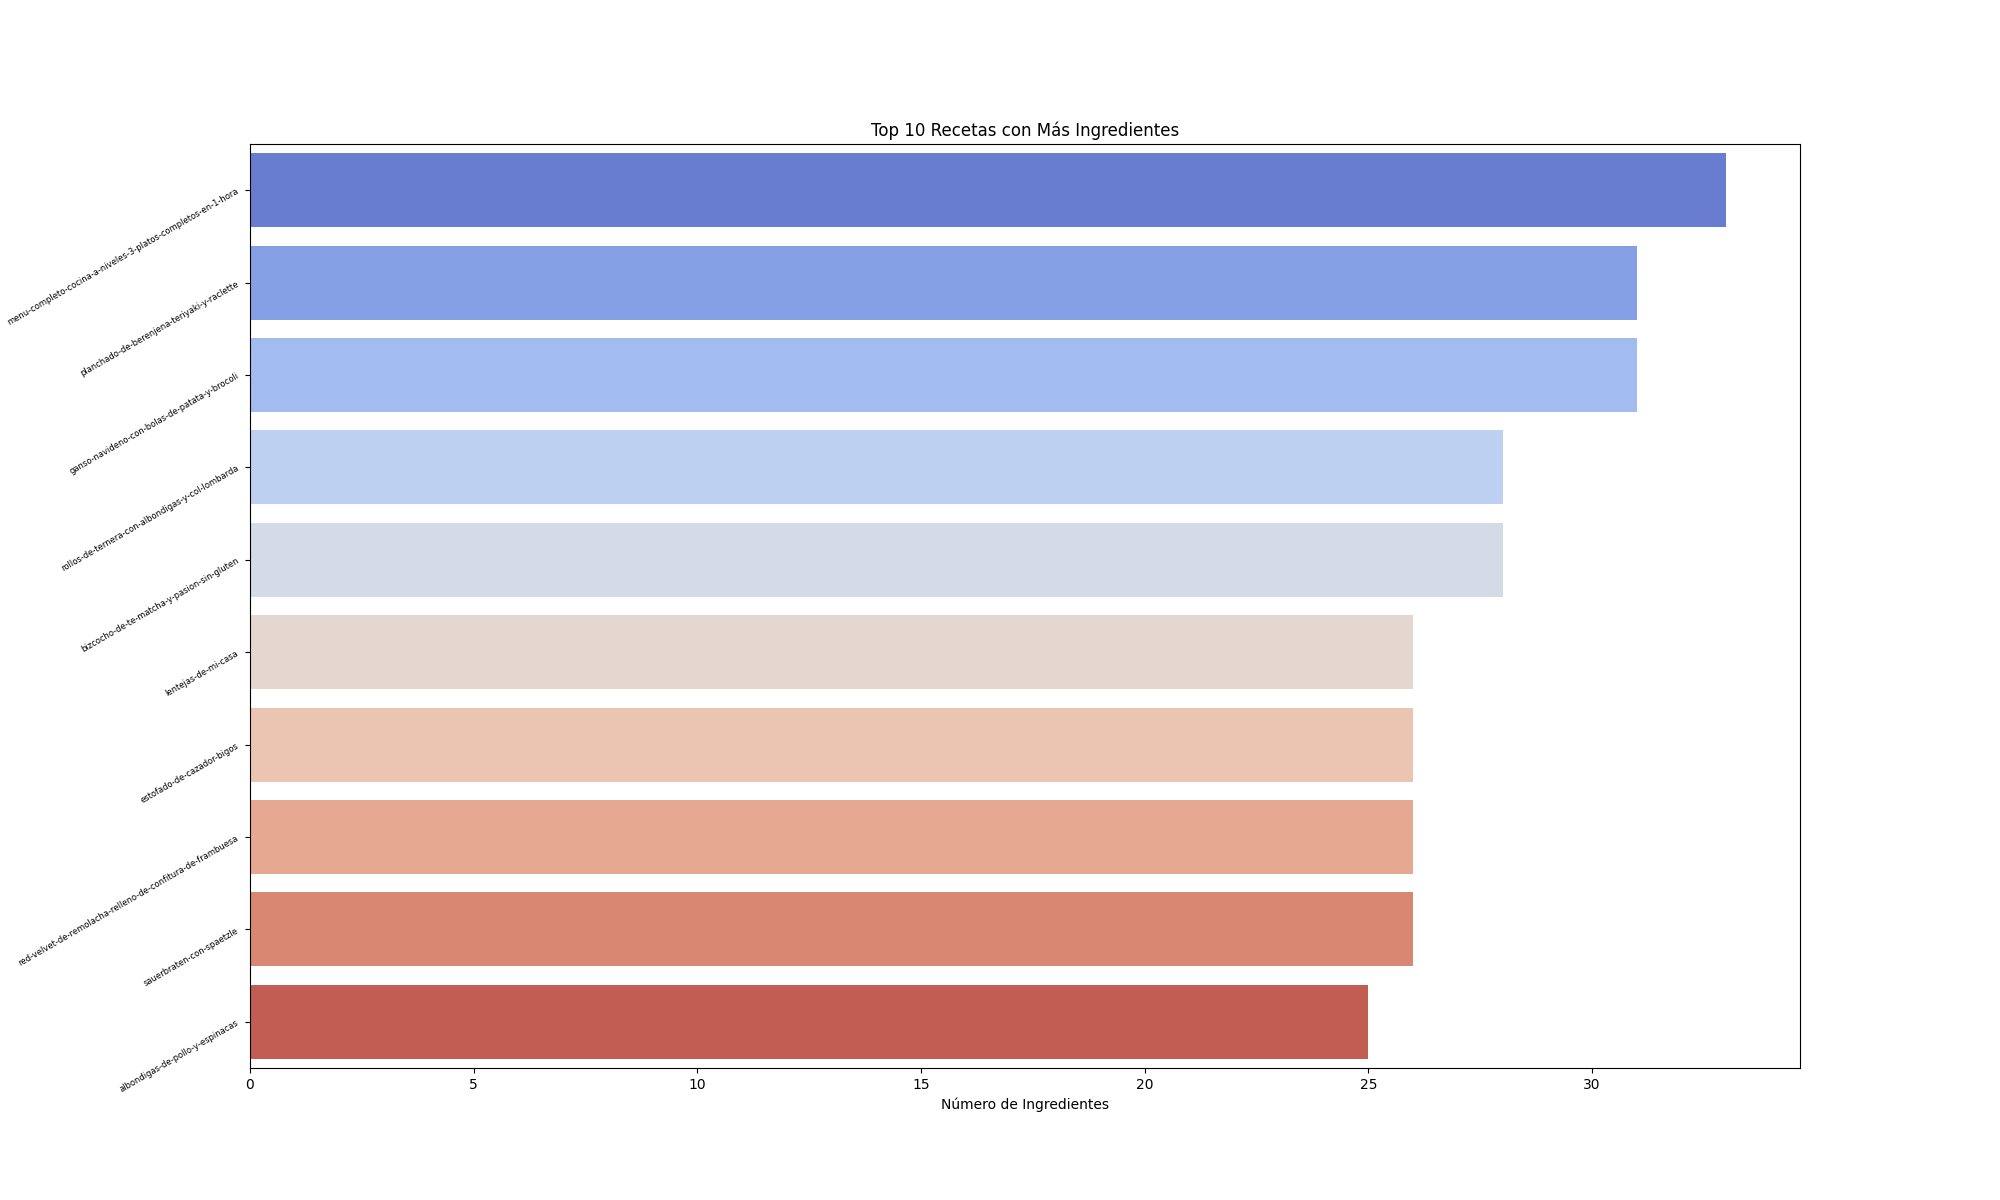 Top 10 Recetas con Más Ingredientes
menu-completo-cocina-a-niveles-3-platos-completos-en-1-hora
planchado-de-berenjena-teriyaki-y-raclette
ganso-navideno-con-bolas-de-patata-y-brocoli
rollos-de-ternera-con-albondigas-y-col-lombarda
bizcocho-de-te-matcha-y-pasion-sin-gluten
lentejas-de-mi-casa
estofado-de-cazador-bigos
red-velvet-de-remolacha-relleno-de-confitura-de-frambuesa
sauerbraten-con-spaetzle
albondigas-de-pollo-y-espinacas
0 5 10 15 20 25 30
Número de Ingredientes